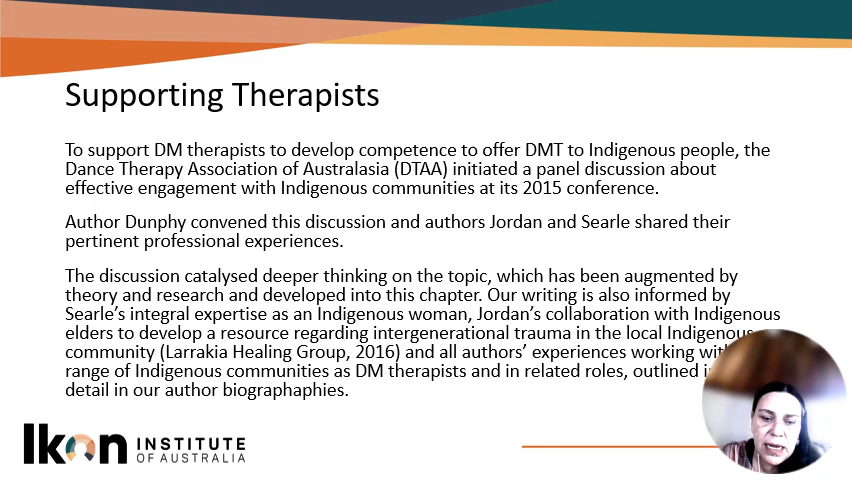 Supporting Therapists
To support DM therapists to develop competence to offer DMT to Indigenous people, the
Dance Therapy Association of Australasia (DTAA) initiated a panel discussion about
effective engagement with Indigenous communities at its 2015 conference.
Author Dunphy convened this discussion and authors Jordan and Searle shared their
pertinent professional experiences.
The discussion catalysed deeper thinking on the topic, which has been augmented by
theory and research and developed into this chapter. Our writing is also informed by
Searle's integral expertise as an Indigenous woman, Jordan's collaboration with Indigenous
elders to develop a resource regarding intergenerational trauma in the local Indigenous
community (Larrakia Healing Group, 2016) and all authors' experiences working
range of Indigenous communities as DM therapists and in related roles, outlined
detail in our author biographaphies.
Ikon INSTITUTE
OF AUSTRALIA